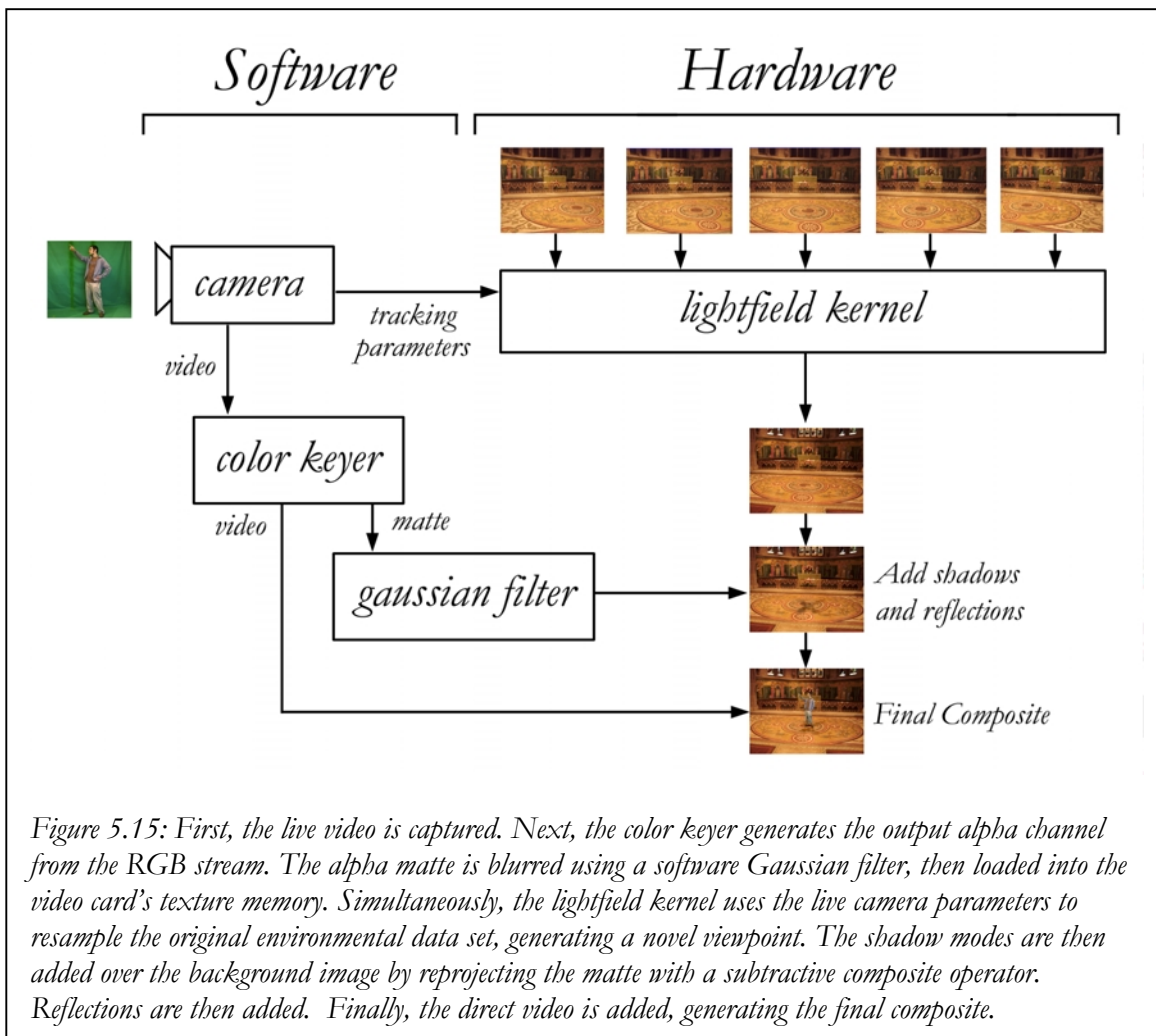 Software
Hardware
camera
tracking
parameters
lightfield kernel
video
color keyer
video
matte
gaussian filter
Add shadows
and reflections
Final Composite
Figure 5.15: First, the live video is captured. Next, the color keyer generates the output alpha channel
from the RGB stream. The alpha matte is blurred using a software Gaussian filter, then loaded into the
video card's texture memory. Simultaneously, the lightfield kernel uses the live camera parameters to
resample the original environmental data set, generating a novel viewpoint. The shadow modes are then
added over the background image by reprojecting the matte with a subtractive composite operator.
Reflections are then added. Finally, the direct video is added, generating the final composite.